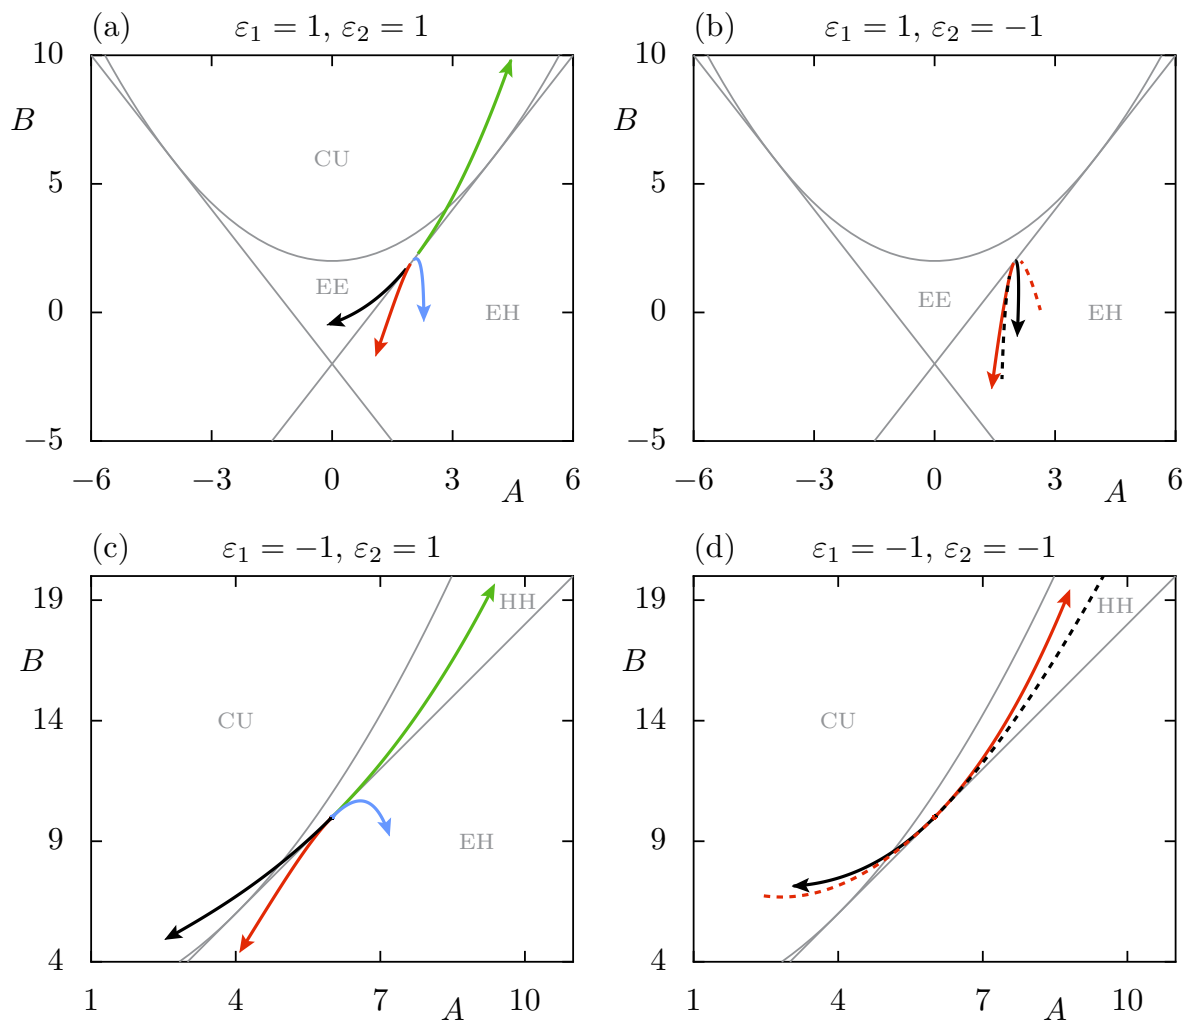 (a) ε₁ = 1, ε₂ = 1
10
B
5
0
−5
CU
EE
EH
−6 −3 0 3 A 6
(b) ε₁ = 1, ε₂ = −1
10
B
5
0
−5
EE
EH
−6 −3 0 3 A 6
(c) ε₁ = −1, ε₂ = 1
19
B
14
9
4
HH
CU
EH
1 4 7 A 10
(d) ε₁ = −1, ε₂ = −1
19
B
14
9
4
HH
CU
1 4 7 A 10